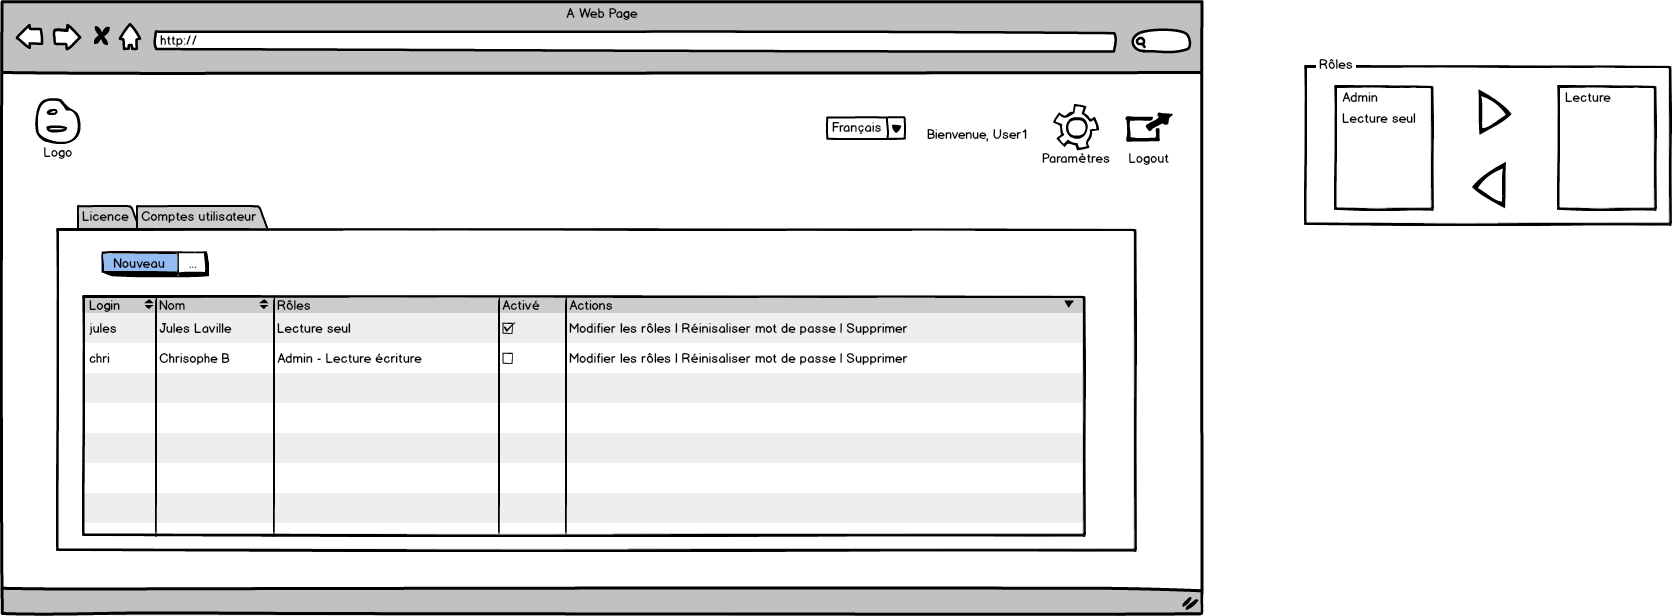 A Web Page
http://
Logo
Français
Bienvenue, User1
Paramètres
Logout
Licence
Comptes utilisateur
Nouveau ...
Login Nom Rôles Activé Actions
jules Jules Laville Lecture seul Modifier les rôles | Réinisaliser mot de passe | Supprimer
chri Chrisophe B Admin - Lecture écriture Modifier les rôles | Réinisaliser mot de passe | Supprimer
Rôles
Admin
Lecture seul
Lecture